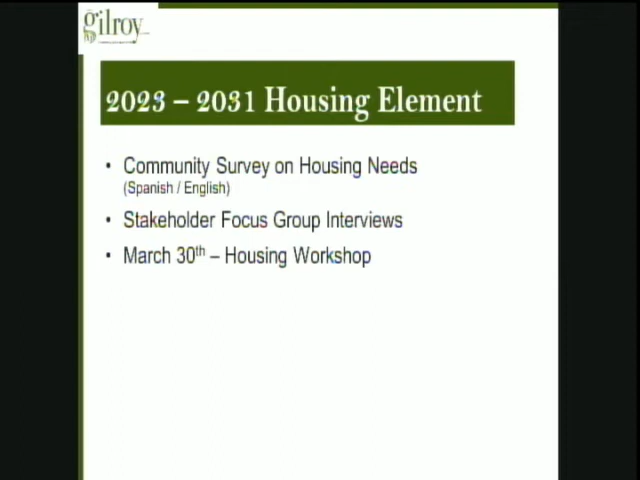 gilroy
2023 – 2031 Housing Element
• Community Survey on Housing Needs
(Spanish / English)
• Stakeholder Focus Group Interviews
• March 30th – Housing Workshop